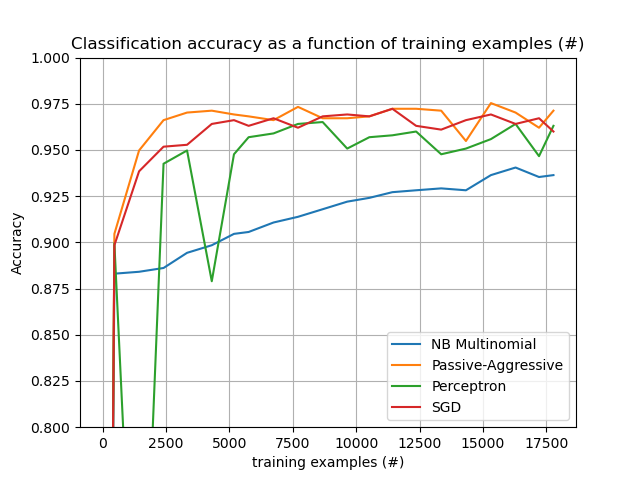 Classification accuracy as a function of training examples (#)
1.000
0.975
0.950
0.925
0.900
0.875
0.850
0.825
0.800
Accuracy
NB Multinomial
Passive-Aggressive
Perceptron
SGD
0 2500 5000 7500 10000 12500 15000 17500
training examples (#)